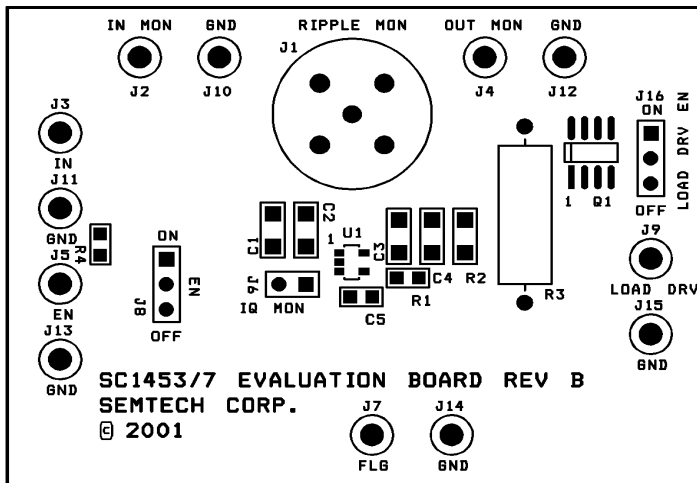 IN MON GND RIPPLE MON OUT MON GND
J1
J2 J10 J4 J12
J3
IN
J11
GND
R4
J5
EN
J13
GND
ON
EN
J8
OFF
C1
C2
1 U1
C3
C4
R2
R1
J6
IQ MON
C5
R3
1 Q1
J16
ON
LOAD DRV EN
OFF
J9
LOAD DRV
J15
GND
SC1453/7 EVALUATION BOARD REV B
SEMTECH CORP.
© 2001
J7 J14
FLG GND